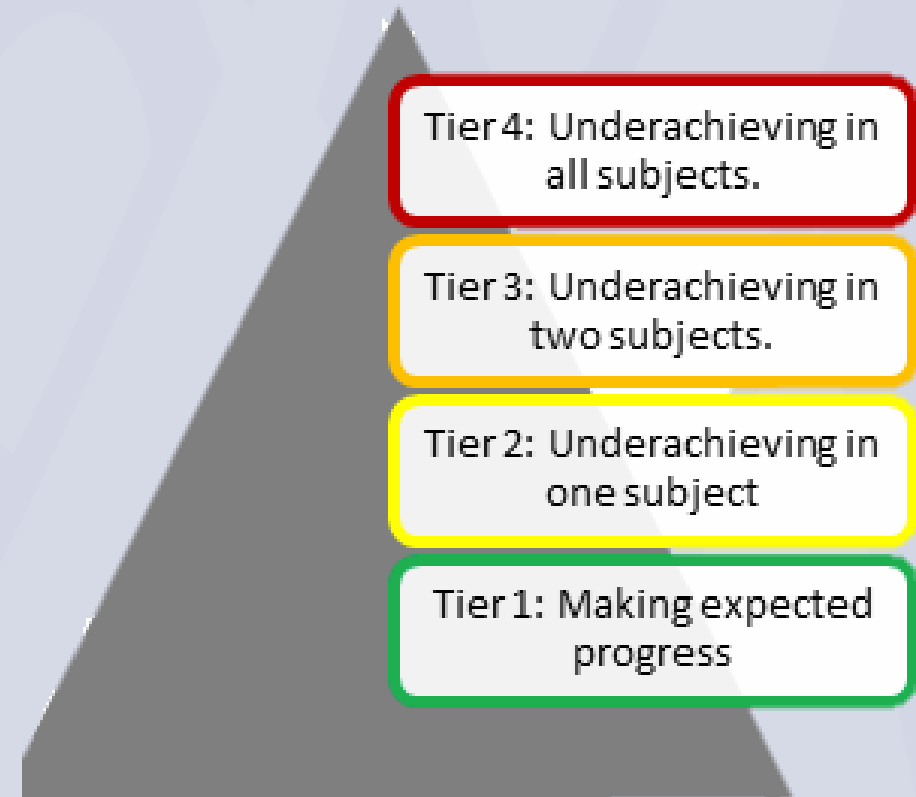 Tier 4: Underachieving in
all subjects.
Tier 3: Underachieving in
two subjects.
Tier 2: Underachieving in
one subject
Tier 1: Making expected
progress